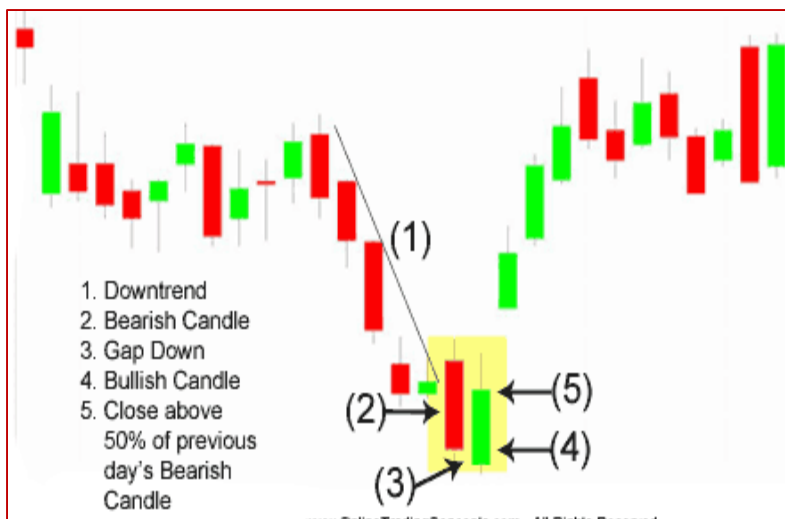 (1)
1. Downtrend
2. Bearish Candle
3. Gap Down
4. Bullish Candle
5. Close above
50% of previous
day's Bearish
Candle
(2)
(3)
(5)
(4)